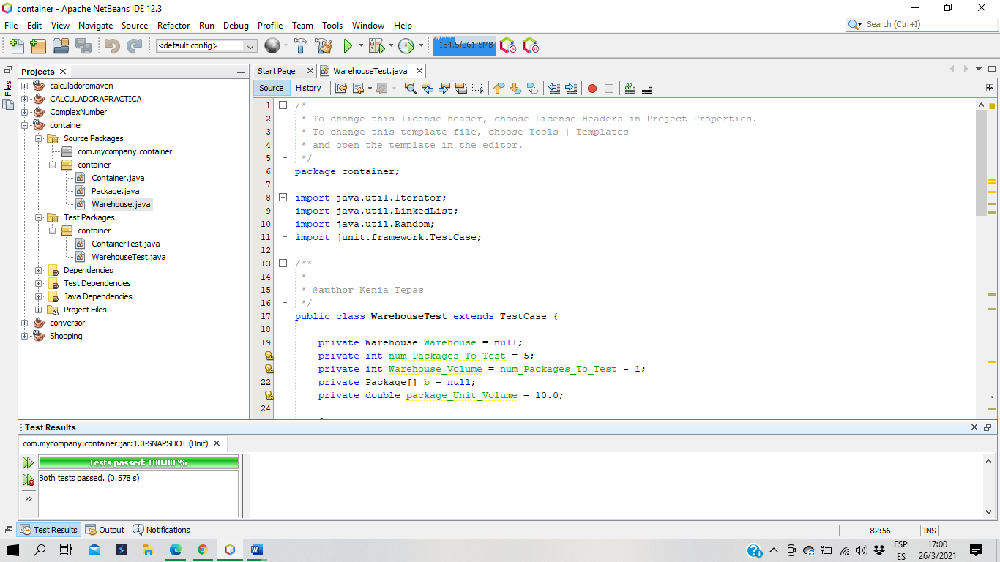 container - Apache NetBeans IDE 12.3
File Edit View Navigate Source Refactor Run Debug Profile Team Tools Window Help
Search (Ctrl+I)
<default config>
154.5/261.5MB
Files
Projects
calculadoramaven
CALCULADORAPRACTICA
ComplexNumber
container
Source Packages
com.mycompany.container
container
Container.java
Package.java
Warehouse.java
Test Packages
container
ContainerTest.java
WarehouseTest.java
Dependencies
Test Dependencies
Java Dependencies
Project Files
conversor
Shopping
Start Page
WarehouseTest.java
Source History
1 /*
2 * To change this license header, choose License Headers in Project Properties.
3 * To change this template file, choose Tools | Templates
4 * and open the template in the editor.
5 */
6 package container;
7
8 import java.util.Iterator;
9 import java.util.LinkedList;
10 import java.util.Random;
11 import junit.framework.TestCase;
12
13 /**
14 *
15 * @author Kenia Tepas
16 */
17 public class WarehouseTest extends TestCase {
18
19 private Warehouse Warehouse = null;
private int num_Packages_To_Test = 5;
private int Warehouse_Volume = num_Packages_To_Test - 1;
22 private Package[] b = null;
private double package_Unit_Volume = 10.0;
24
Test Results
com.mycompany:container:jar:1.0-SNAPSHOT (Unit)
Tests passed: 100.00 %
Both tests passed. (0.578 s)
Test Results Output Notifications
82:56 INS
ESP
ES
17:00
26/3/2021